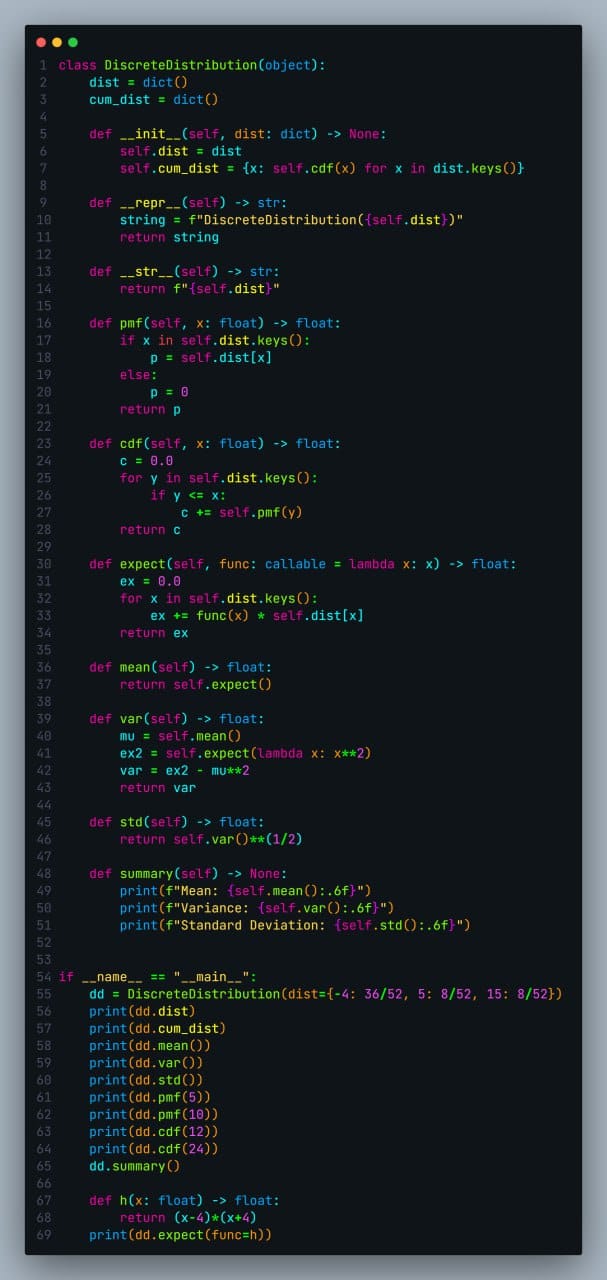 1 class DiscreteDistribution(object):
2     dist = dict()
3     cum_dist = dict()
4
5     def __init__(self, dist: dict) -> None:
6         self.dist = dist
7         self.cum_dist = {x: self.cdf(x) for x in dist.keys()}
8
9     def __repr__(self) -> str:
10         string = f"DiscreteDistribution({self.dist})"
11         return string
12
13     def __str__(self) -> str:
14         return f"{self.dist}"
15
16     def pmf(self, x: float) -> float:
17         if x in self.dist.keys():
18             p = self.dist[x]
19         else:
20             p = 0
21         return p
22
23     def cdf(self, x: float) -> float:
24         c = 0.0
25         for y in self.dist.keys():
26             if y <= x:
27                 c += self.pmf(y)
28         return c
29
30     def expect(self, func: callable = lambda x: x) -> float:
31         ex = 0.0
32         for x in self.dist.keys():
33             ex += func(x) * self.dist[x]
34         return ex
35
36     def mean(self) -> float:
37         return self.expect()
38
39     def var(self) -> float:
40         mu = self.mean()
41         ex2 = self.expect(lambda x: x**2)
42         var = ex2 - mu**2
43         return var
44
45     def std(self) -> float:
46         return self.var()**(1/2)
47
48     def summary(self) -> None:
49         print(f"Mean: {self.mean():.6f}")
50         print(f"Variance: {self.var():.6f}")
51         print(f"Standard Deviation: {self.std():.6f}")
52
53
54 if __name__ == "__main__":
55     dd = DiscreteDistribution(dist={-4: 36/52, 5: 8/52, 15: 8/52})
56     print(dd.dist)
57     print(dd.cum_dist)
58     print(dd.mean())
59     print(dd.var())
60     print(dd.std())
61     print(dd.pmf(5))
62     print(dd.pmf(10))
63     print(dd.cdf(12))
64     print(dd.cdf(24))
65     dd.summary()
66
67     def h(x: float) -> float:
68         return (x-4)*(x+4)
69     print(dd.expect(func=h))